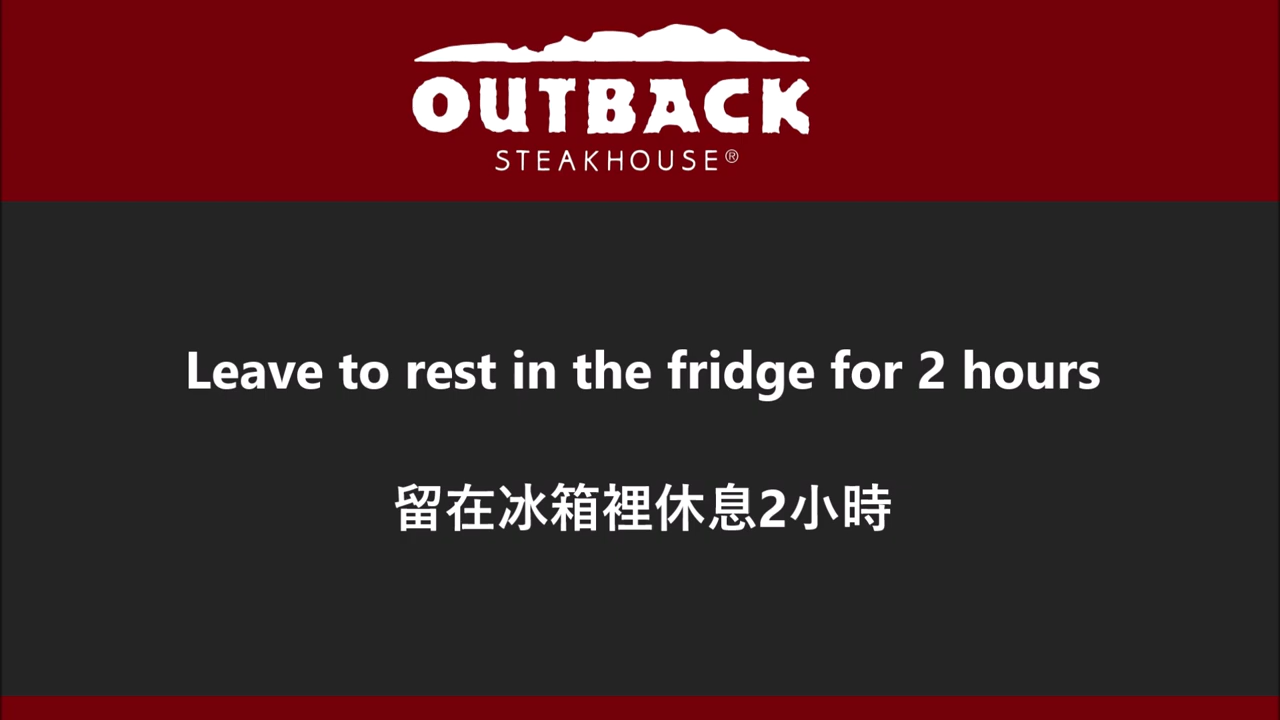 OUTBACK
STEAKHOUSE®
Leave to rest in the fridge for 2 hours
留在冰箱裡休息2小時